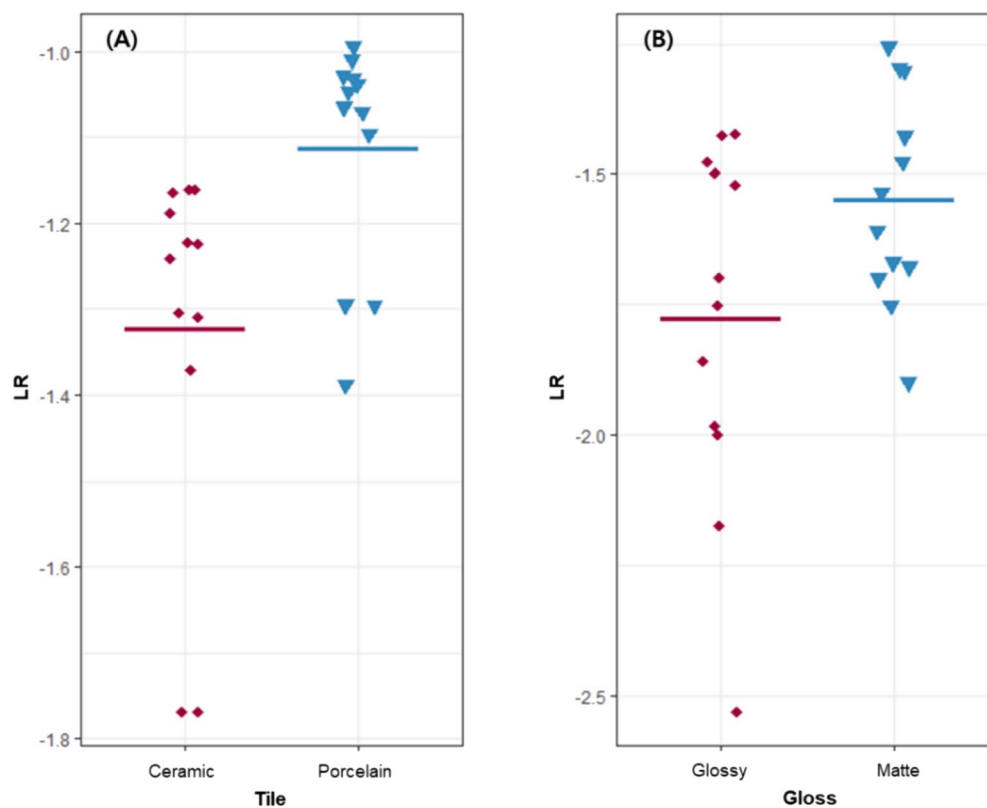 (A)
-1.0
-1.2
-1.4
-1.6
-1.8
LR
Ceramic
Porcelain
Tile
(B)
-1.5
-2.0
-2.5
LR
Glossy
Matte
Gloss